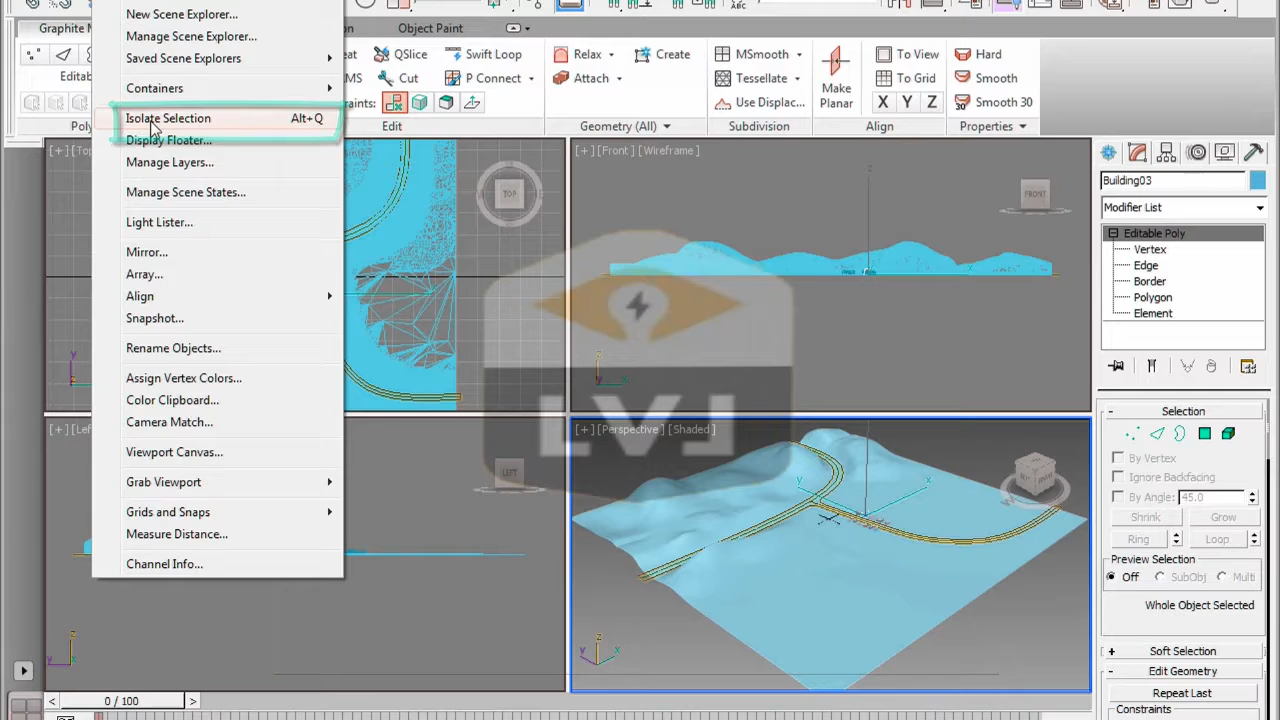 New Scene Explorer...
Manage Scene Explorer...
Saved Scene Explorers
Containers
Isolate Selection Alt+Q
Display Floater...
Manage Layers...
Manage Scene States...
Light Lister...
Mirror...
Array...
Align
Snapshot...
Rename Objects...
Assign Vertex Colors...
Color Clipboard...
Camera Match...
Viewport Canvas...
Grab Viewport
Grids and Snaps
Measure Distance...
Channel Info...
Graphite
Object Paint
QSlice
Swift Loop
Cut
P Connect
Edit
Relax
Create
Attach
Geometry (All)
MSmooth
Tessellate
Use Displac...
Subdivision
Make
Planar
To View
To Grid
X Y Z
Align
Hard
Smooth
30 Smooth 30
Properties
[+] [Front] [Wireframe]
TOP
FRONT
LEFT
[+] [Perspective] [Shaded]
LVL
Building03
Modifier List
Editable Poly
Vertex
Edge
Border
Polygon
Element
Selection
By Vertex
Ignore Backfacing
By Angle: 45.0
Shrink Grow
Ring Loop
Preview Selection
Off SubObj Multi
Whole Object Selected
Soft Selection
Edit Geometry
Repeat Last
Constraints
0 / 100